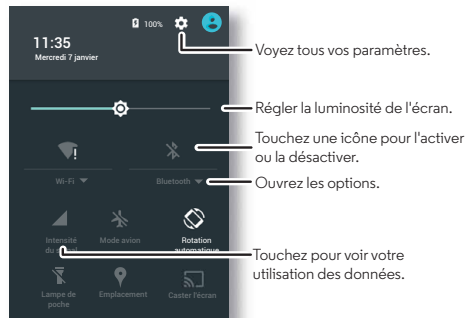 100%
11:35
Mercredi 7 janvier
Voyez tous vos paramètres.
Régler la luminosité de l'écran.
Touchez une icône pour l'activer
ou la désactiver.
Wi-Fi
Bluetooth
Ouvrez les options.
Intensité
du signal
Mode avion
Rotation
automatique
Touchez pour voir votre
utilisation des données.
Lampe de
poche
Emplacement
Caster l'écran